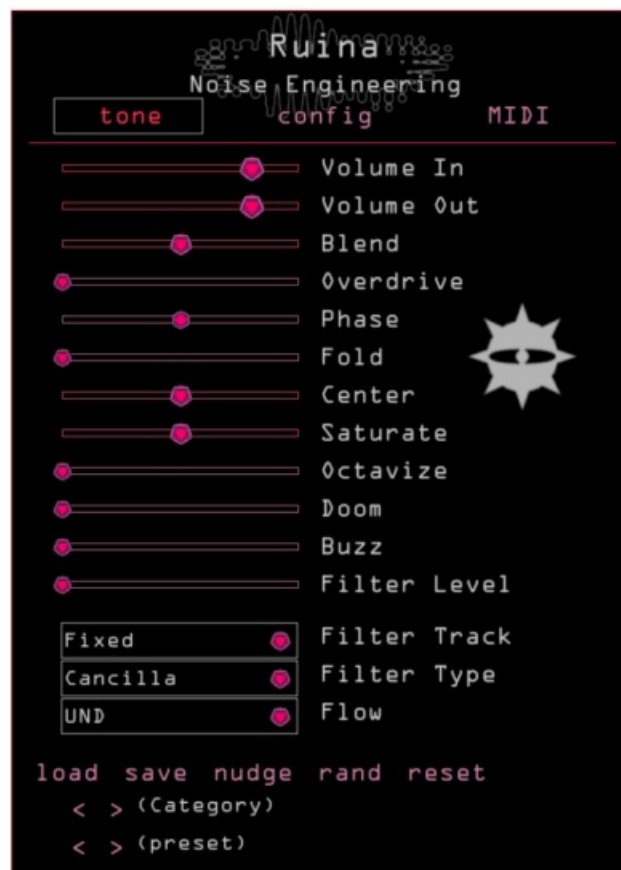 Ruina
Noise Engineering
tone config MIDI
Volume In
Volume Out
Blend
Overdrive
Phase
Fold
Center
Saturate
Octavize
Doom
Buzz
Filter Level
Fixed Filter Track
Cancilla Filter Type
UND Flow
load save nudge rand reset
< > (Category)
< > (preset)